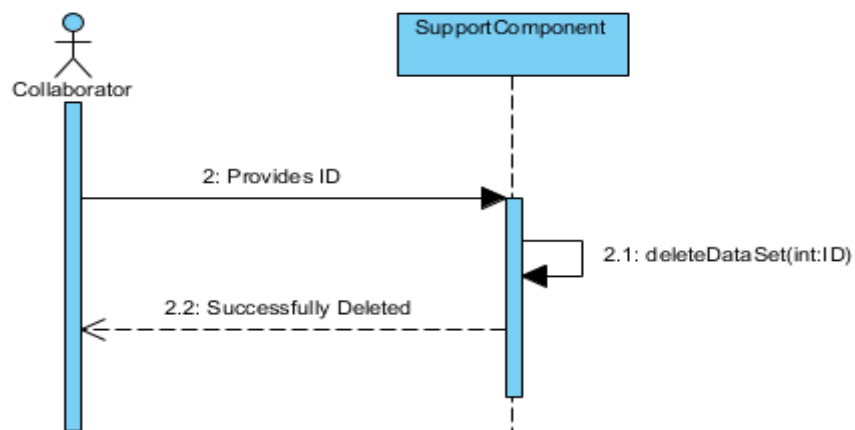 SupportComponent
Collaborator
2: Provides ID
2.1: deleteDataSet(int:ID)
2.2: Successfully Deleted